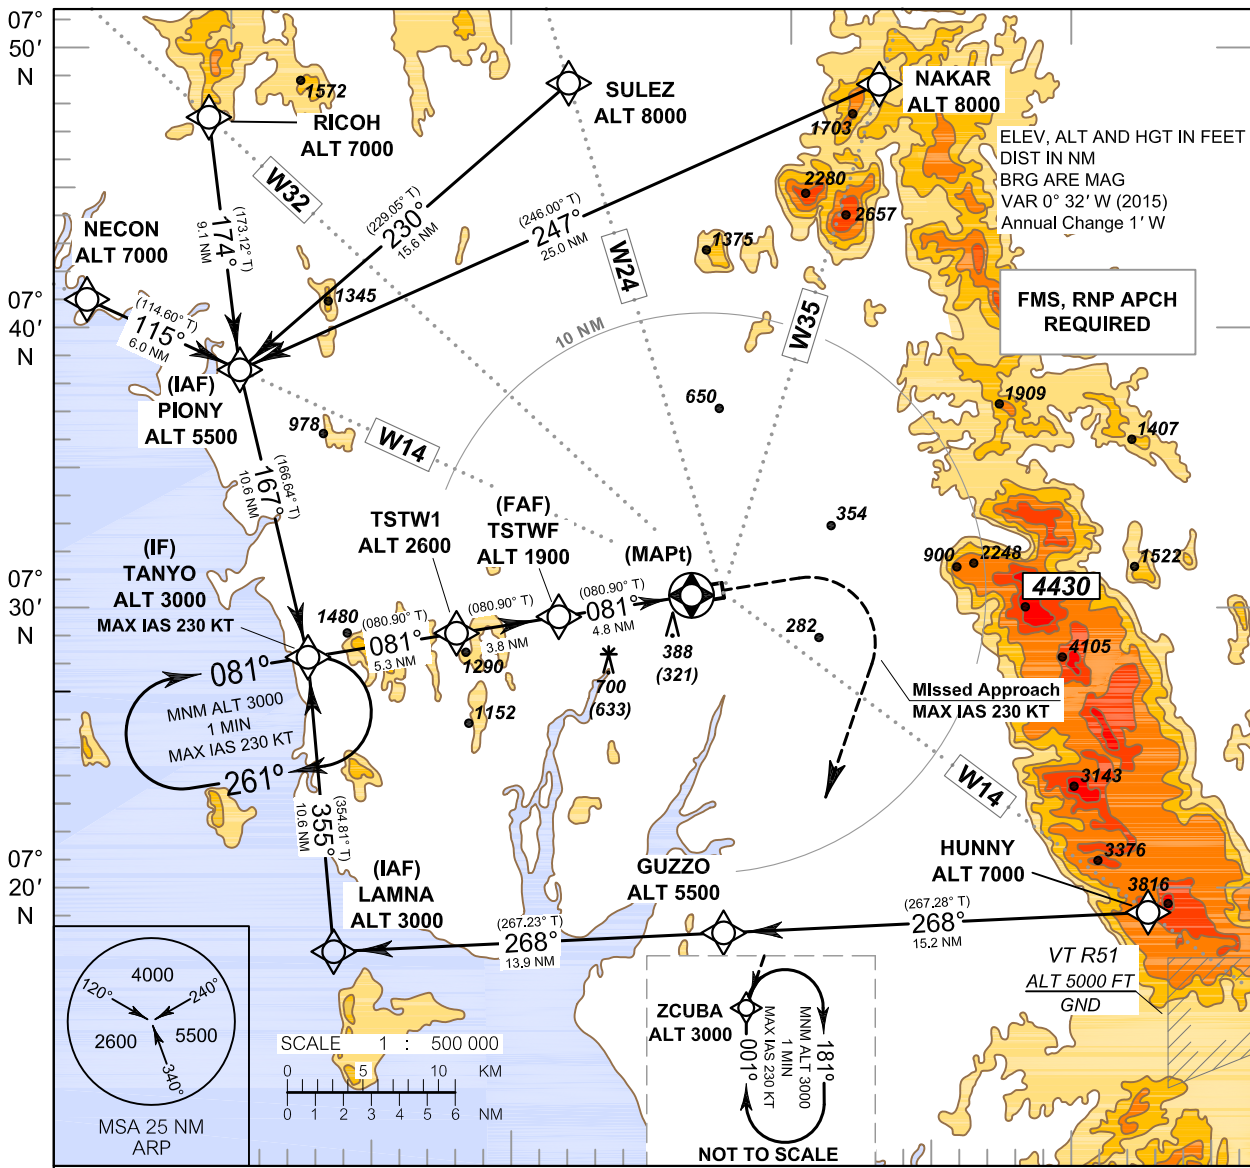 07°
50′
N
1572
RICOH
ALT 7000
SULEZ
ALT 8000
NAKAR
ALT 8000
1703
ELEV, ALT AND HGT IN FEET
DIST IN NM
BRG ARE MAG
VAR 0° 32′ W (2015)
Annual Change 1′ W
W32
2280
2657
NECON
ALT 7000
(173.12° T)
174°
9.1 NM
(229.05° T)
230°
15.6 NM
(246.00° T)
247°
25.0 NM
1375
W24
W35
07°
40′
N
1345
FMS, RNP APCH
REQUIRED
(114.60° T)
115°
6.0 NM
10 NM
(IAF)
PIONY
ALT 5500
978
W14
650
1909
1407
(166.64° T)
167°
10.6 NM
TSTW1
ALT 2600
(FAF)
TSTWF
ALT 1900
(MAPt)
354
900
2248
1522
4430
(IF)
TANYO
ALT 3000
MAX IAS 230 KT
07°
30′
N
1480
(080.90° T)
081°
5.3 NM
(080.90° T)
3.8 NM
(080.90° T)
081°
4.8 NM
1290
388
(321)
282
4105
700
(633)
1152
MIssed Approach
MAX IAS 230 KT
081°
MNM ALT 3000
1 MIN
MAX IAS 230 KT
261°
W14
3143
(354.81° T)
355°
10.6 NM
07°
20′
N
(IAF)
LAMNA
ALT 3000
GUZZO
ALT 5500
HUNNY
ALT 7000
3376
3816
(267.23° T)
268°
13.9 NM
(267.28° T)
268°
15.2 NM
VT R51
ALT 5000 FT
GND
4000
120°
240°
2600
5500
340°
MSA 25 NM
ARP
SCALE 1 : 500 000
0 5 10 KM
0 1 2 3 4 5 6 NM
ZCUBA
ALT 3000
001°
MAX IAS 230 KT
1 MIN
MNM ALT 3000
181°
NOT TO SCALE